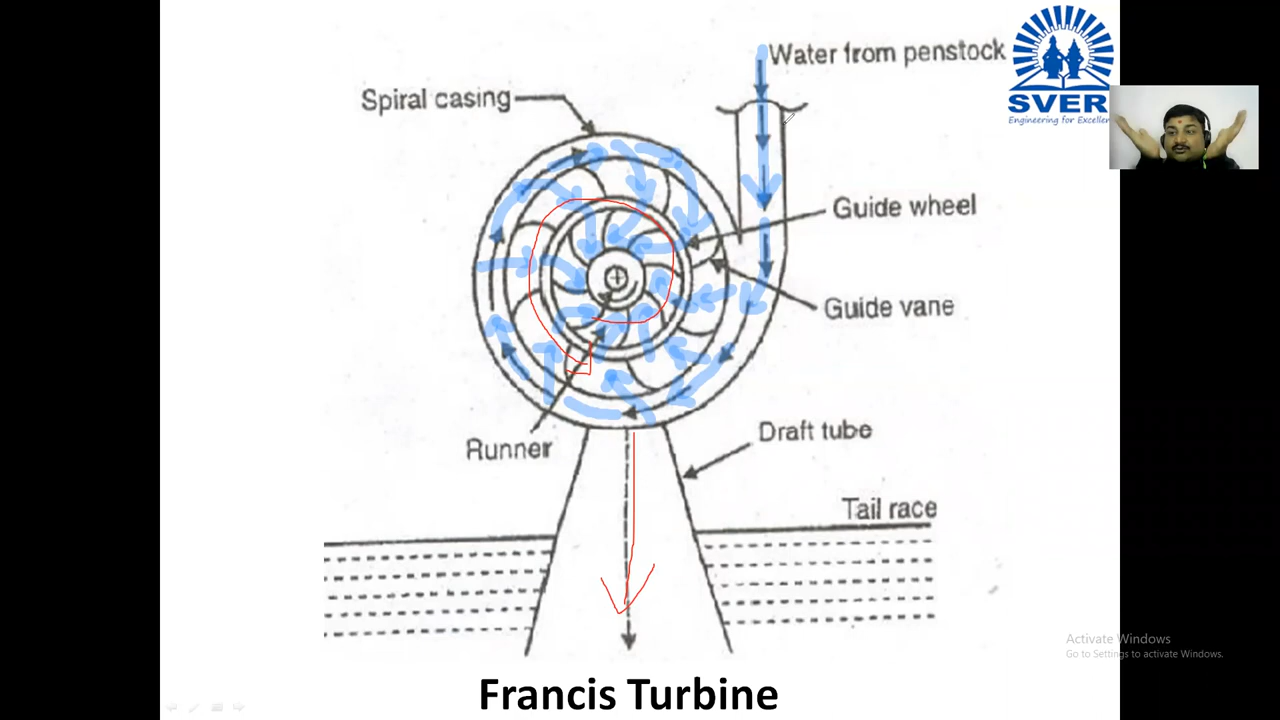 Water from penstock
Spiral casing
SVER
Engineering for Excellen
Guide wheel
Guide vane
Runner
Draft tube
Tail race
Activate Windows
Go to Settings to activate Windows.
Francis Turbine